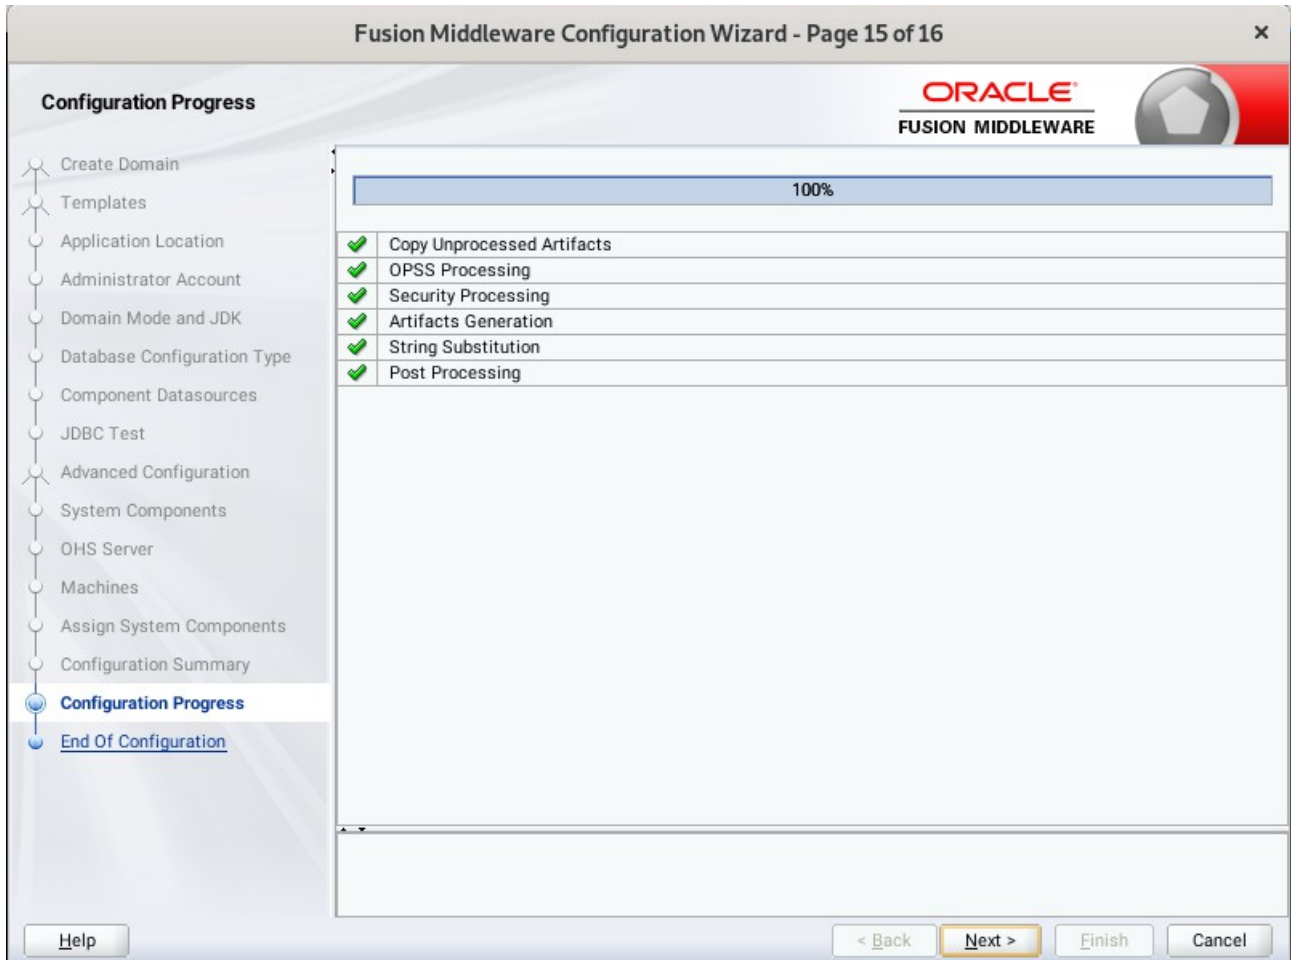 Fusion Middleware Configuration Wizard - Page 15 of 16
×
Configuration Progress
ORACLE
FUSION MIDDLEWARE
Create Domain
Templates
Application Location
Administrator Account
Domain Mode and JDK
Database Configuration Type
Component Datasources
JDBC Test
Advanced Configuration
System Components
OHS Server
Machines
Assign System Components
Configuration Summary
Configuration Progress
End Of Configuration
100%
Copy Unprocessed Artifacts
OPSS Processing
Security Processing
Artifacts Generation
String Substitution
Post Processing
Help
< Back
Next >
Finish
Cancel